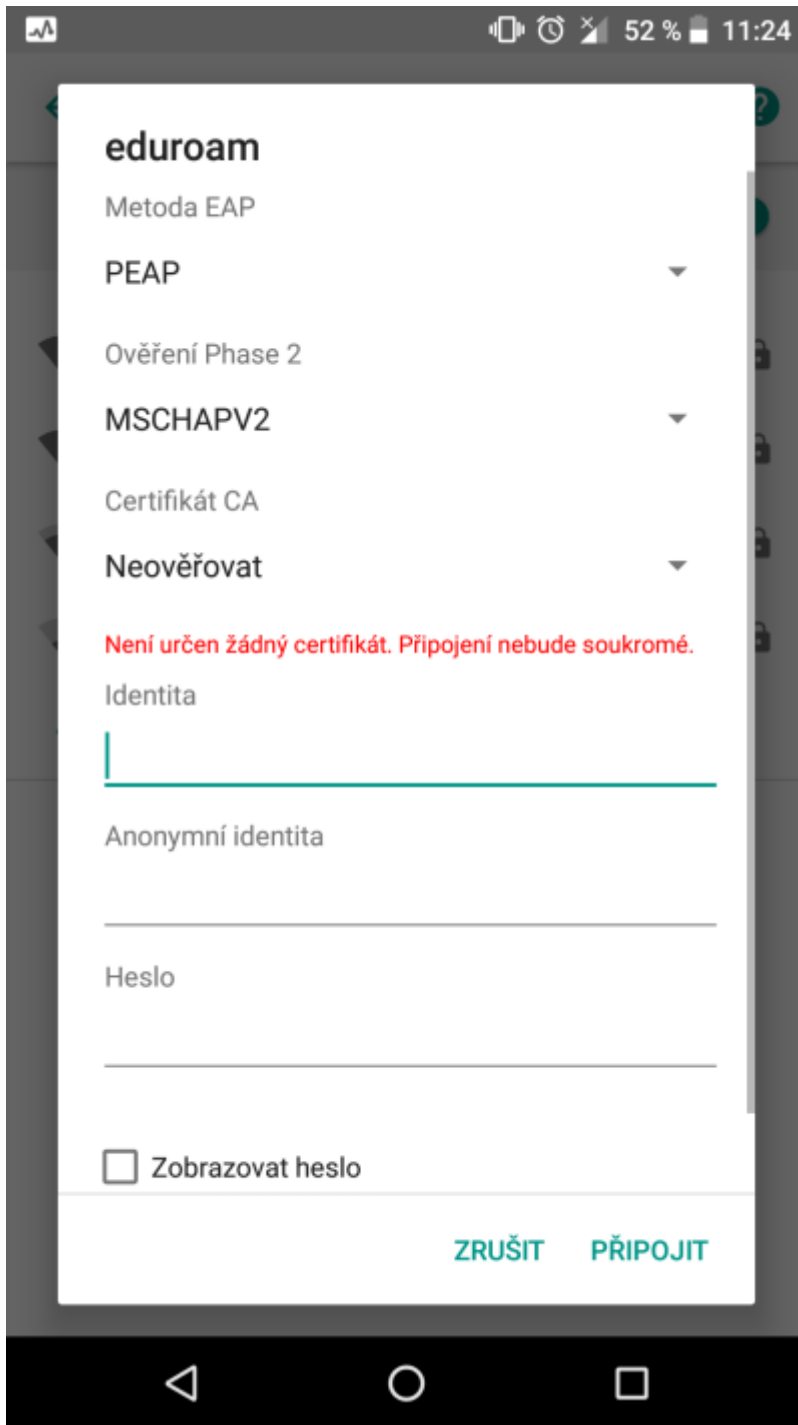 52 % 11:24
?
eduroam
Metoda EAP
PEAP
Ověření Phase 2
MSCHAPV2
Certifikát CA
Neověřovat
Není určen žádný certifikát. Připojení nebude soukromé.
Identita
Anonymní identita
Heslo
Zobrazovat heslo
ZRUŠIT PŘIPOJIT